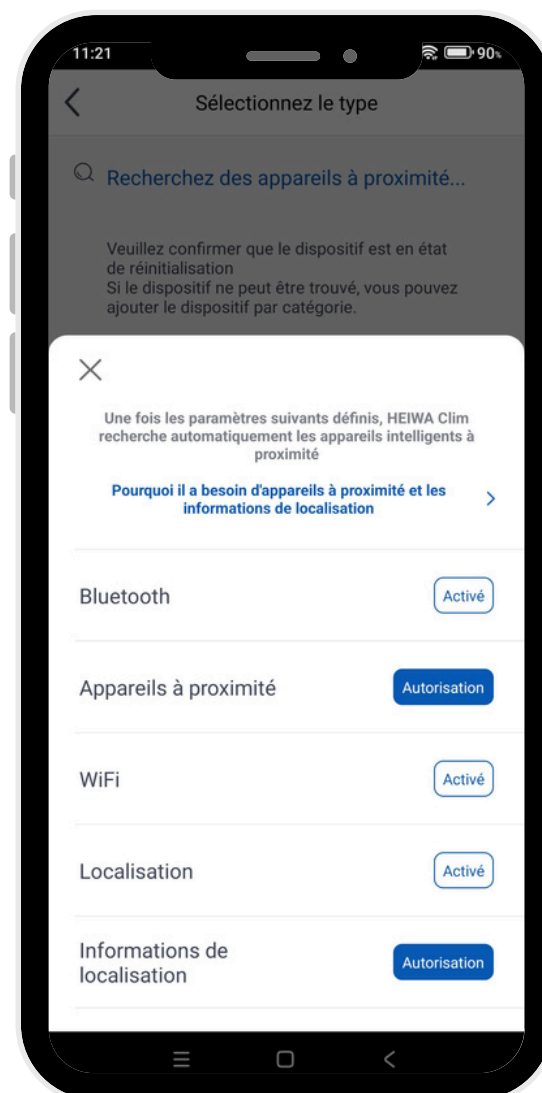 11:21
90%
Sélectionnez le type
Recherchez des appareils à proximité...
Veuillez confirmer que le dispositif est en état
de réinitialisation
Si le dispositif ne peut être trouvé, vous pouvez
ajouter le dispositif par catégorie.
Une fois les paramètres suivants définis, HEIWA Clim
recherche automatiquement les appareils intelligents à
proximité
Pourquoi il a besoin d'appareils à proximité et les
informations de localisation
Bluetooth
Activé
Appareils à proximité
Autorisation
WiFi
Activé
Localisation
Activé
Informations de
localisation
Autorisation